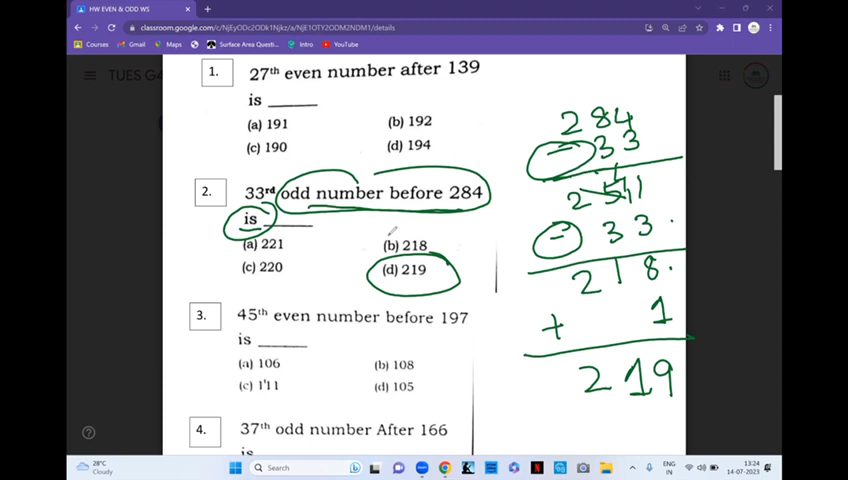 HW EVEN & ODD WS
classroom.google.com/c/NjEyODc2ODk1Njkz/a/NjE1OTY2ODM2NDM1/details
Courses
Gmail
Maps
Surface Area Questi...
Intro
YouTube
TUES G4
1.
27th even number after 139
is ______
(a) 191
(b) 192
(c) 190
(d) 194
2.
33rd odd number before 284
is ______
(a) 221
(b) 218
(c) 220
(d) 219
3.
45th even number before 197
is ______
(a) 106
(b) 108
(c) 1'11
(d) 105
4.
37th odd number After 166
is
284
- 33
2 51
- 33.
218.
+ 1
219
28°C
Cloudy
Search
ENG
IN
13:24
14-07-2023